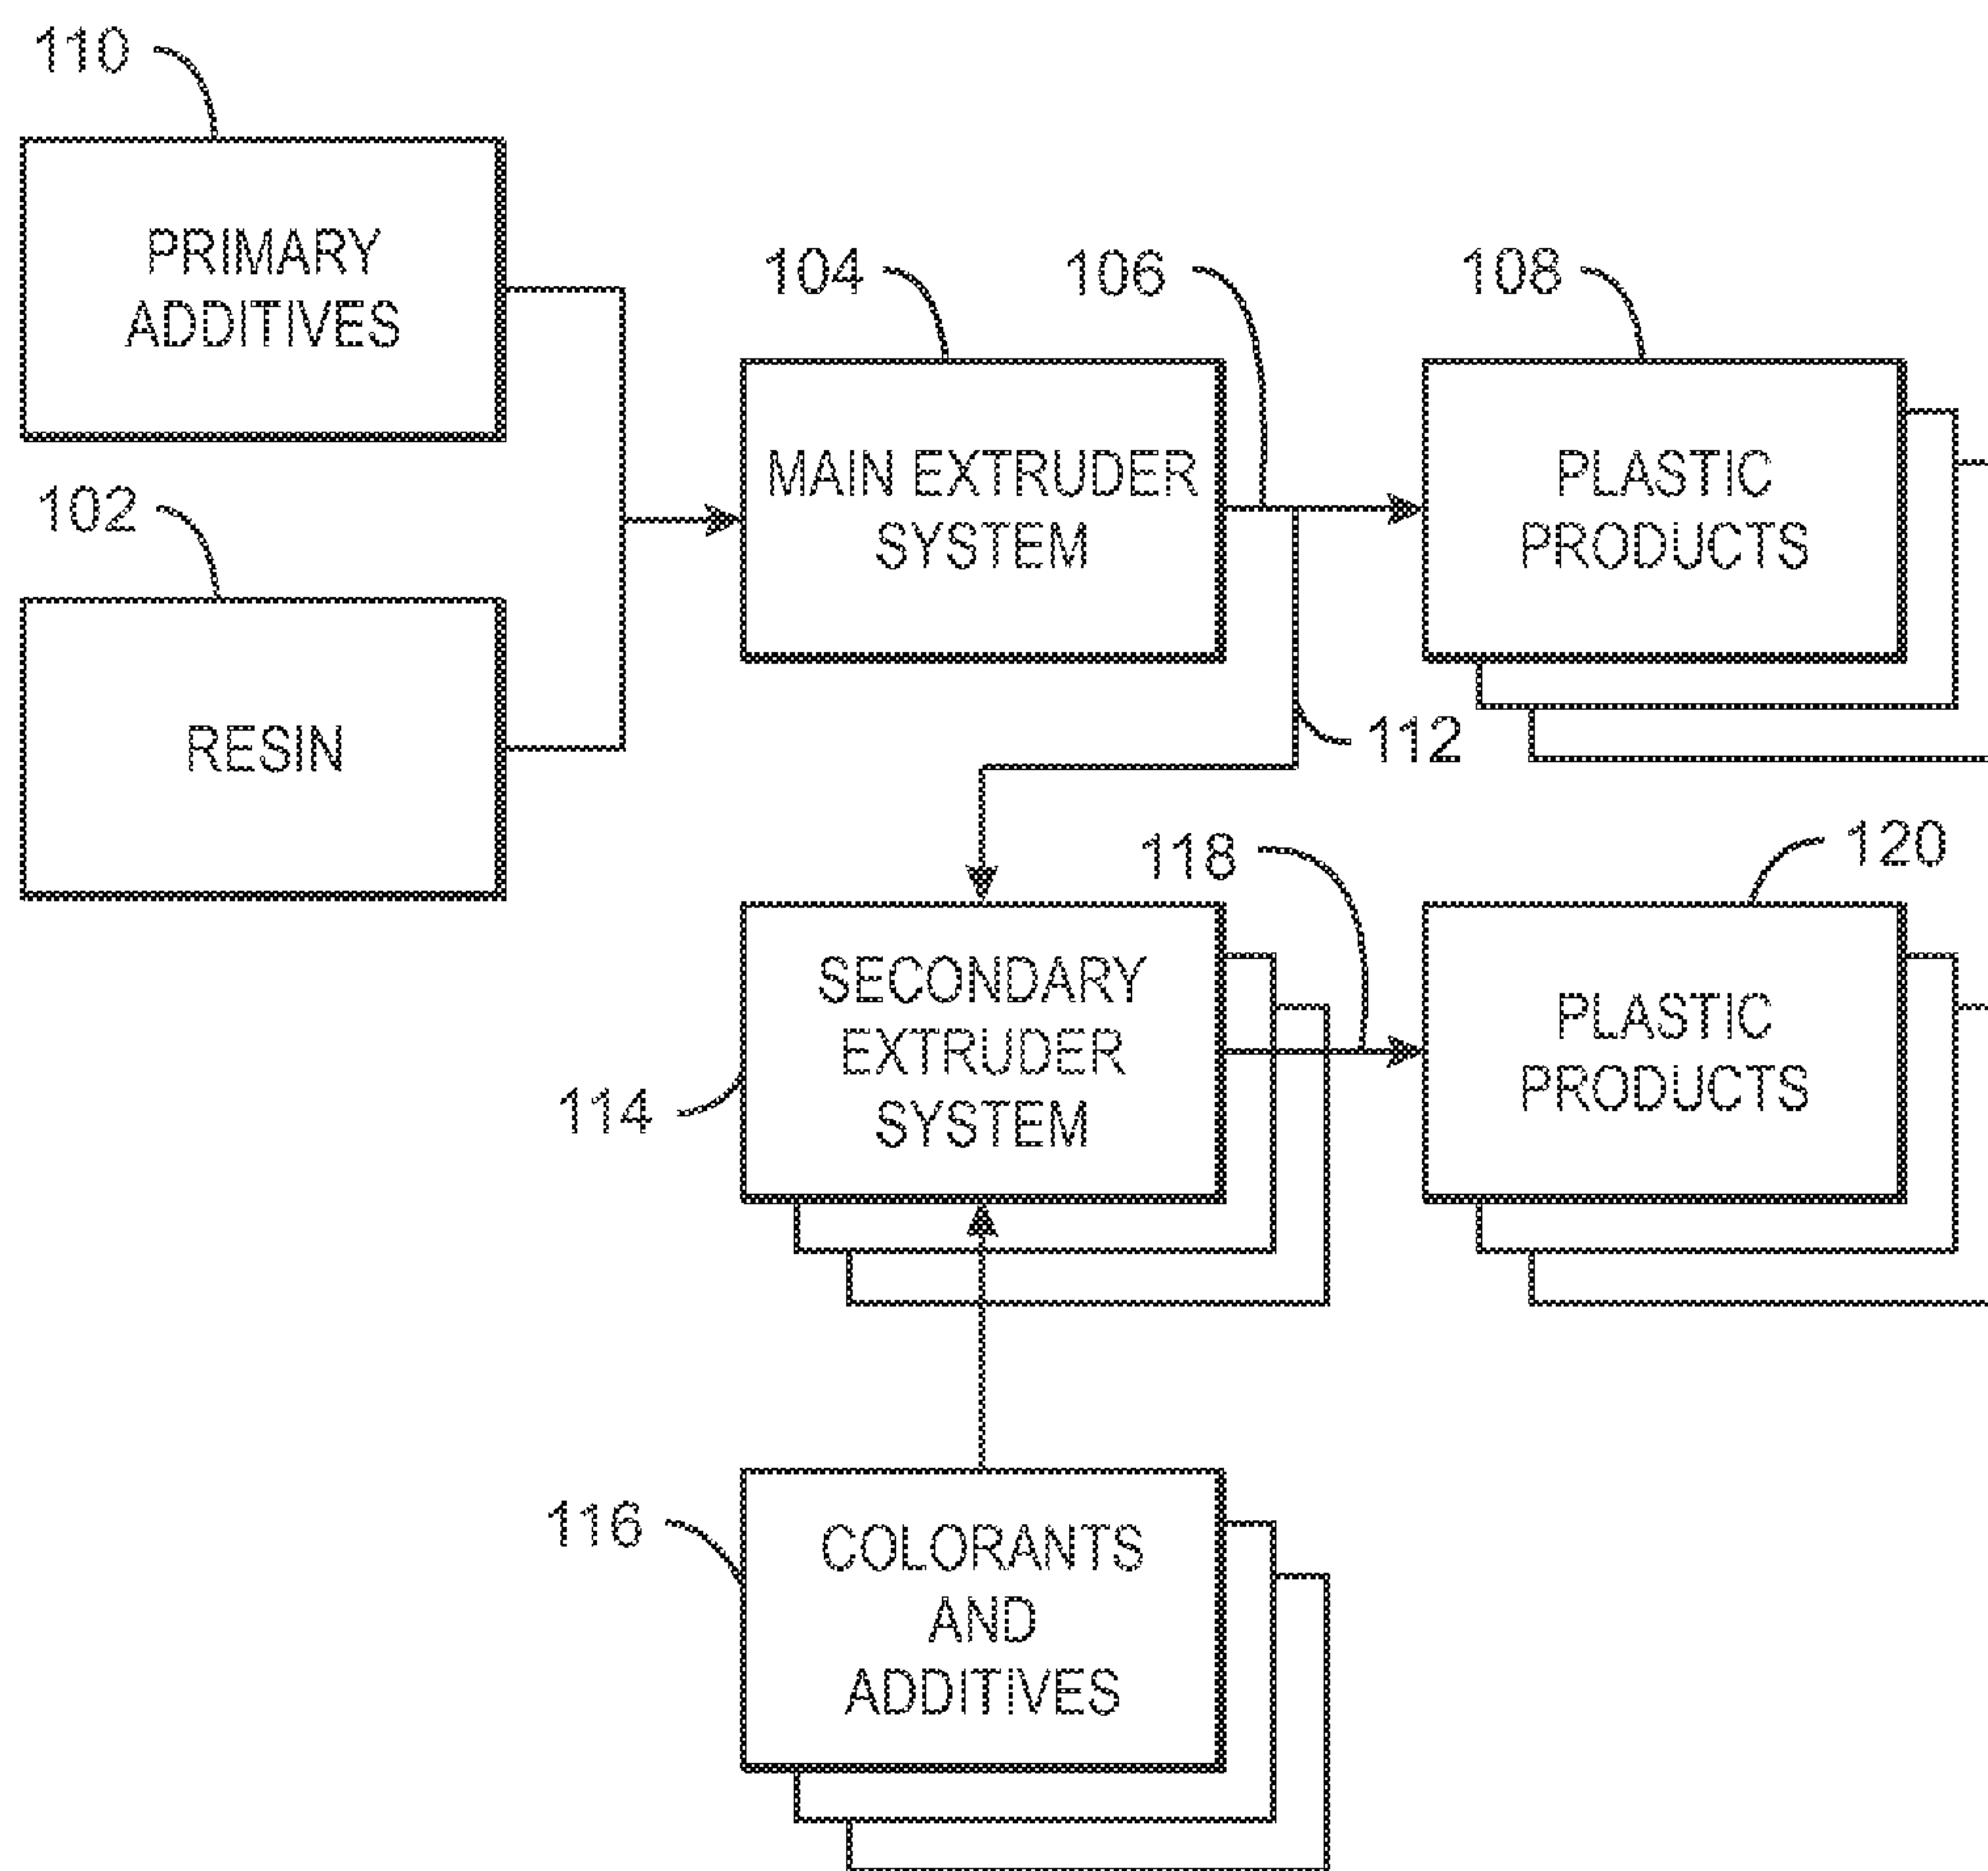 110
PRIMARY
ADDITIVES
104
106
108
MAIN EXTRUDER
SYSTEM
PLASTIC
PRODUCTS
102
RESIN
112
118
120
SECONDARY
EXTRUDER
SYSTEM
PLASTIC
PRODUCTS
114
116
COLORANTS
AND
ADDITIVES